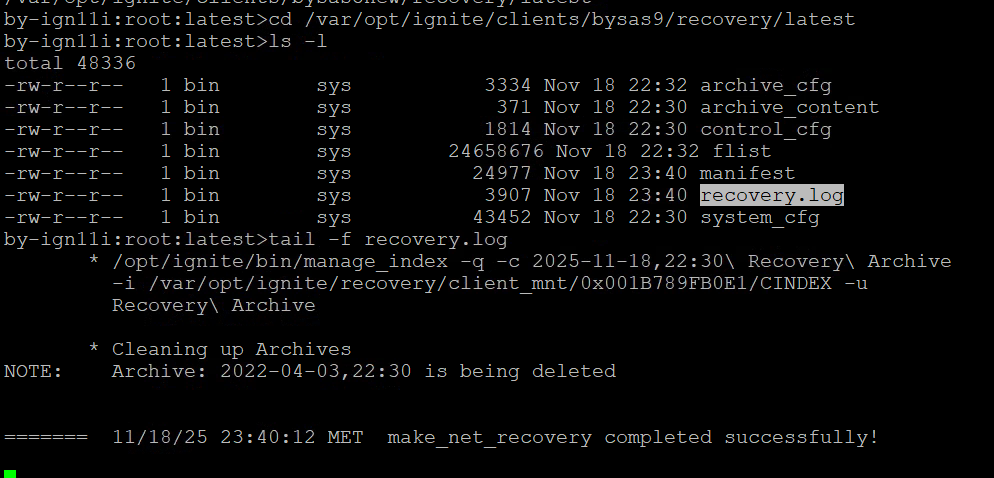 /var/opt/ignite/clients/bysasonew/recovery/latest
by-ign11i:root:latest>cd /var/opt/ignite/clients/bysas9/recovery/latest
by-ign11i:root:latest>ls -l
total 48336
-rw-r--r--   1 bin        sys           3334 Nov 18 22:32 archive_cfg
-rw-r--r--   1 bin        sys            371 Nov 18 22:30 archive_content
-rw-r--r--   1 bin        sys           1814 Nov 18 22:30 control_cfg
-rw-r--r--   1 bin        sys        24658676 Nov 18 22:32 flist
-rw-r--r--   1 bin        sys          24977 Nov 18 23:40 manifest
-rw-r--r--   1 bin        sys           3907 Nov 18 23:40 recovery.log
-rw-r--r--   1 bin        sys          43452 Nov 18 22:30 system_cfg
by-ign11i:root:latest>tail -f recovery.log
       * /opt/ignite/bin/manage_index -q -c 2025-11-18,22:30\ Recovery\ Archive
         -i /var/opt/ignite/recovery/client_mnt/0x001B789FB0E1/CINDEX -u
         Recovery\ Archive
       * Cleaning up Archives
NOTE:    Archive: 2022-04-03,22:30 is being deleted
=======  11/18/25 23:40:12 MET  make_net_recovery completed successfully!